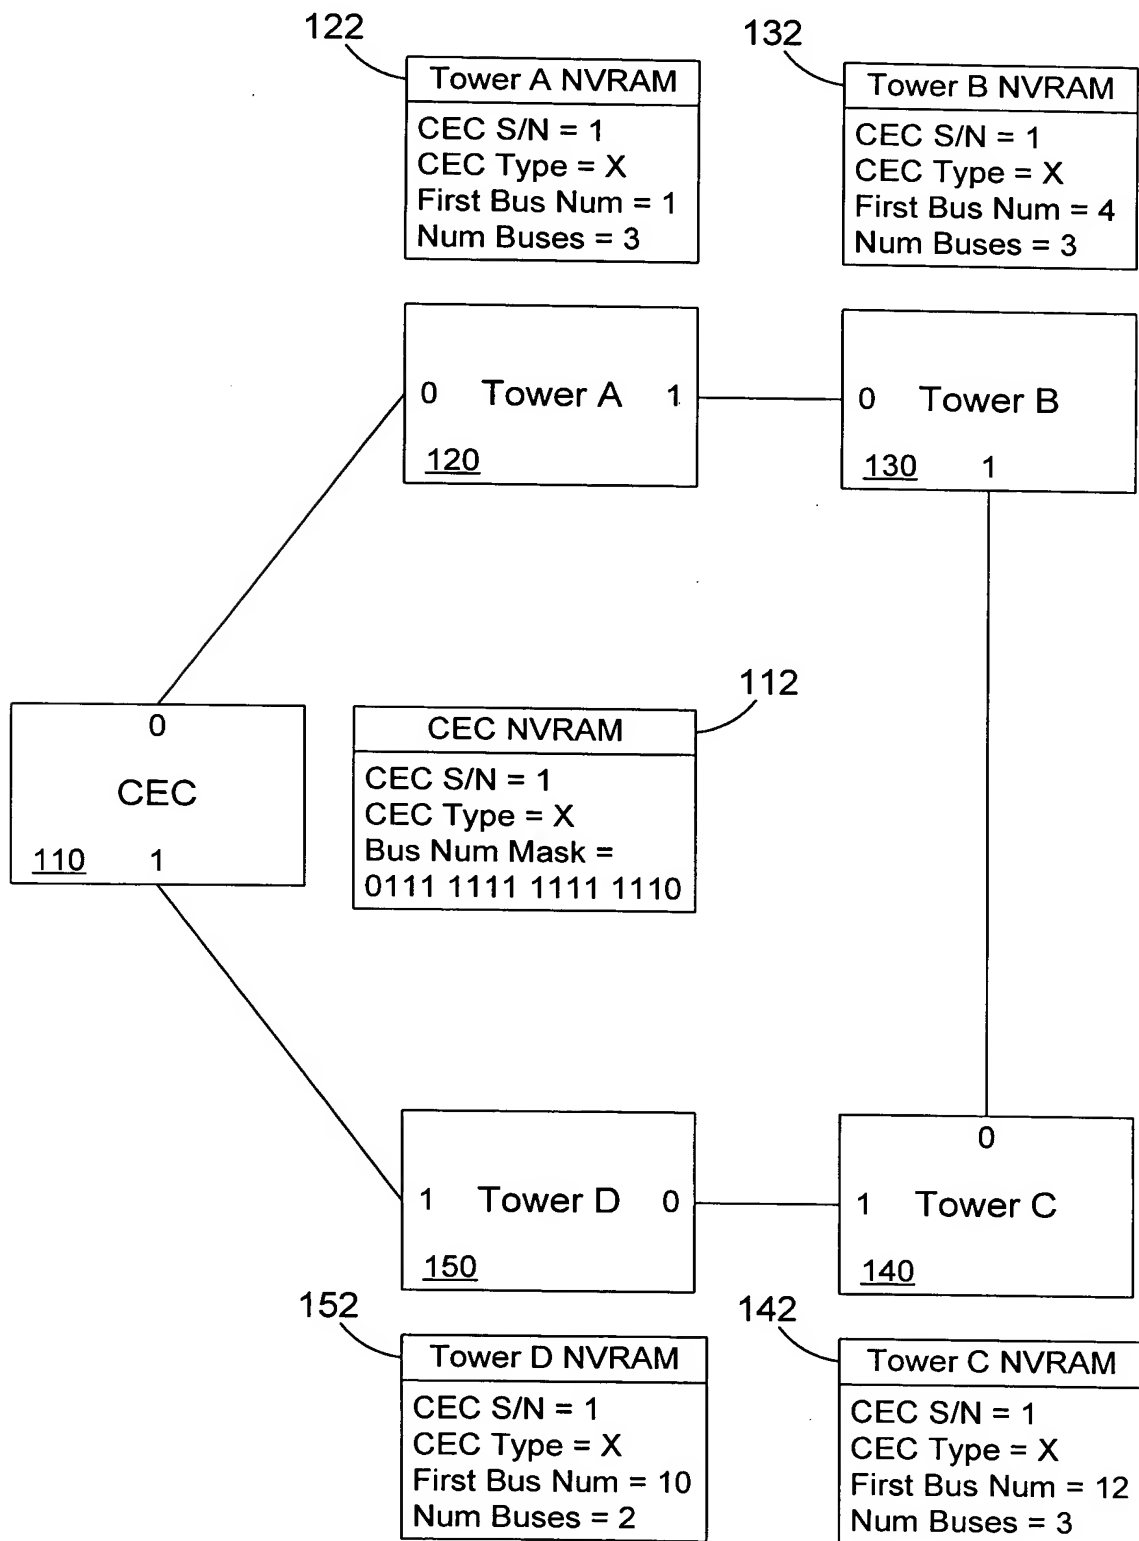 122
132
Tower A NVRAM
CEC S/N = 1
CEC Type = X
First Bus Num = 1
Num Buses = 3
Tower B NVRAM
CEC S/N = 1
CEC Type = X
First Bus Num = 4
Num Buses = 3
0 Tower A 1
120
0 Tower B
130 1
112
0
CEC
110 1
CEC NVRAM
CEC S/N = 1
CEC Type = X
Bus Num Mask =
0111 1111 1111 1110
1 Tower D 0
150
0
1 Tower C
140
152
142
Tower D NVRAM
CEC S/N = 1
CEC Type = X
First Bus Num = 10
Num Buses = 2
Tower C NVRAM
CEC S/N = 1
CEC Type = X
First Bus Num = 12
Num Buses = 3